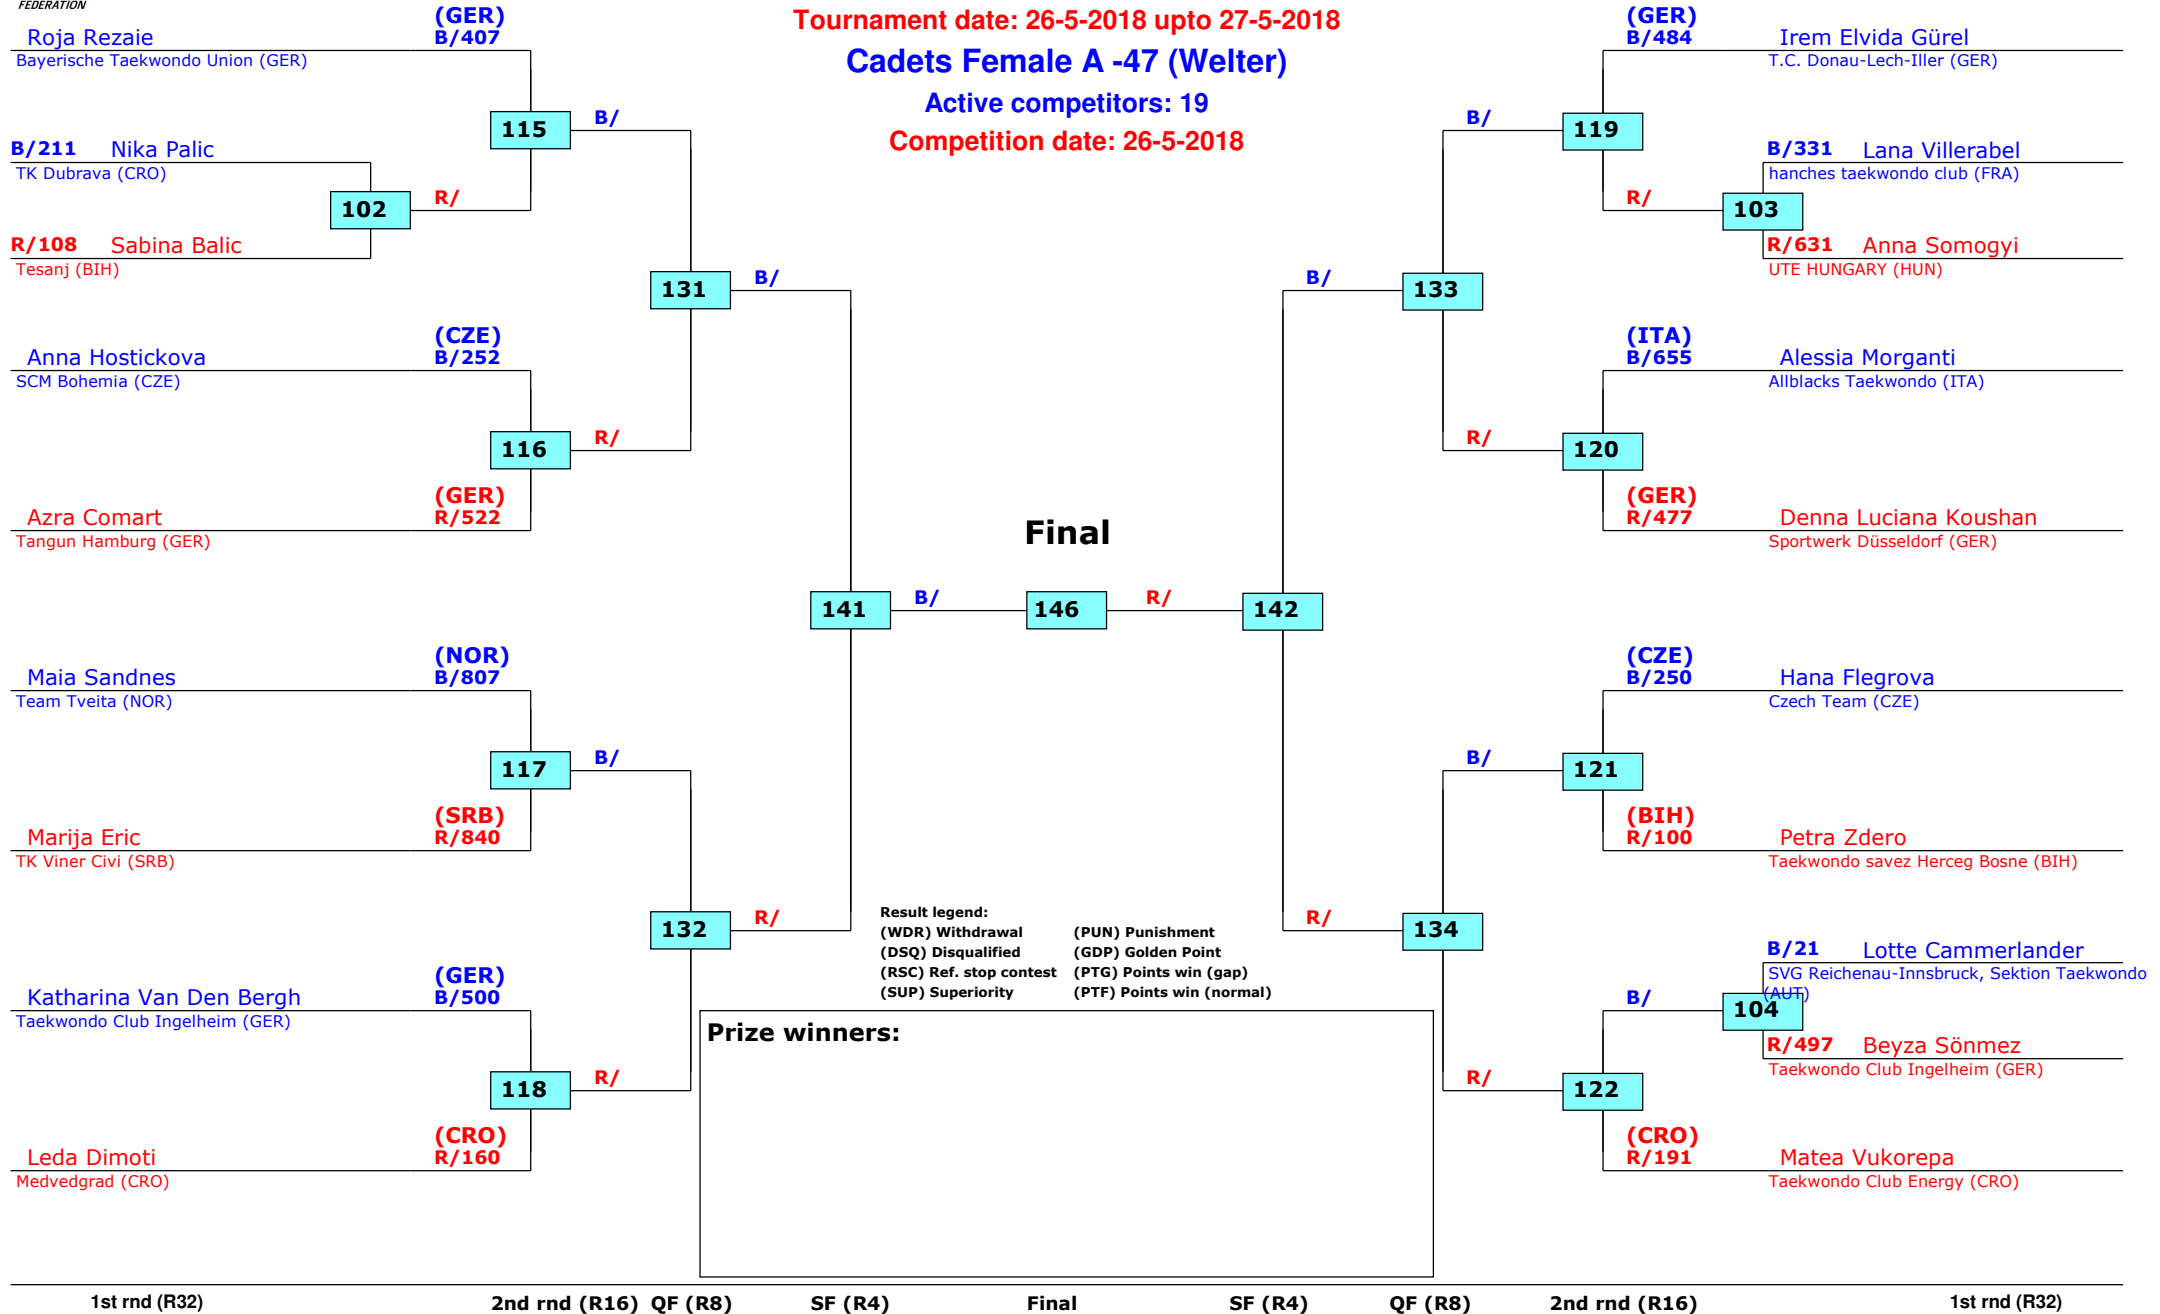 FEDERATION
Tournament date: 26-5-2018 upto 27-5-2018
Cadets Female A -47 (Welter)
Active competitors: 19
Competition date: 26-5-2018
(GER)
Roja Rezaie B/407
Bayerische Taekwondo Union (GER)
115 B/
B/211 Nika Palic
TK Dubrava (CRO)
102 R/
R/108 Sabina Balic
Tesanj (BIH)
131 B/
(CZE)
Anna Hostickova B/252
SCM Bohemia (CZE)
116 R/
(GER)
Azra Comart R/522
Tangun Hamburg (GER)
141 B/
(NOR)
Maia Sandnes B/807
Team Tveita (NOR)
117 B/
(SRB)
Marija Eric R/840
TK Viner Civi (SRB)
132 R/
(GER)
Katharina Van Den Bergh B/500
Taekwondo Club Ingelheim (GER)
118 R/
(CRO)
Leda Dimoti R/160
Medvedgrad (CRO)
Final
146
(GER)
B/484 Irem Elvida Gürel
T.C. Donau-Lech-Iller (GER)
B/ 119
B/331 Lana Villerabel
hanches taekwondo club (FRA)
R/ 103
R/631 Anna Somogyi
UTE HUNGARY (HUN)
B/ 133
(ITA)
B/655 Alessia Morganti
Allblacks Taekwondo (ITA)
R/ 120
(GER)
R/477 Denna Luciana Koushan
Sportwerk Düsseldorf (GER)
R/ 142
(CZE)
B/250 Hana Flegrova
Czech Team (CZE)
B/ 121
(BIH)
R/100 Petra Zdero
Taekwondo savez Herceg Bosne (BIH)
R/ 134
B/21 Lotte Cammerlander
SVG Reichenau-Innsbruck, Sektion Taekwondo
(AUT)
B/ 104
R/497 Beyza Sönmez
Taekwondo Club Ingelheim (GER)
R/ 122
(CRO)
R/191 Matea Vukorepa
Taekwondo Club Energy (CRO)
Result legend:
(WDR) Withdrawal (PUN) Punishment
(DSQ) Disqualified (GDP) Golden Point
(RSC) Ref. stop contest (PTG) Points win (gap)
(SUP) Superiority (PTF) Points win (normal)
Prize winners:
1st rnd (R32) 2nd rnd (R16) QF (R8) SF (R4) Final SF (R4) QF (R8) 2nd rnd (R16) 1st rnd (R32)